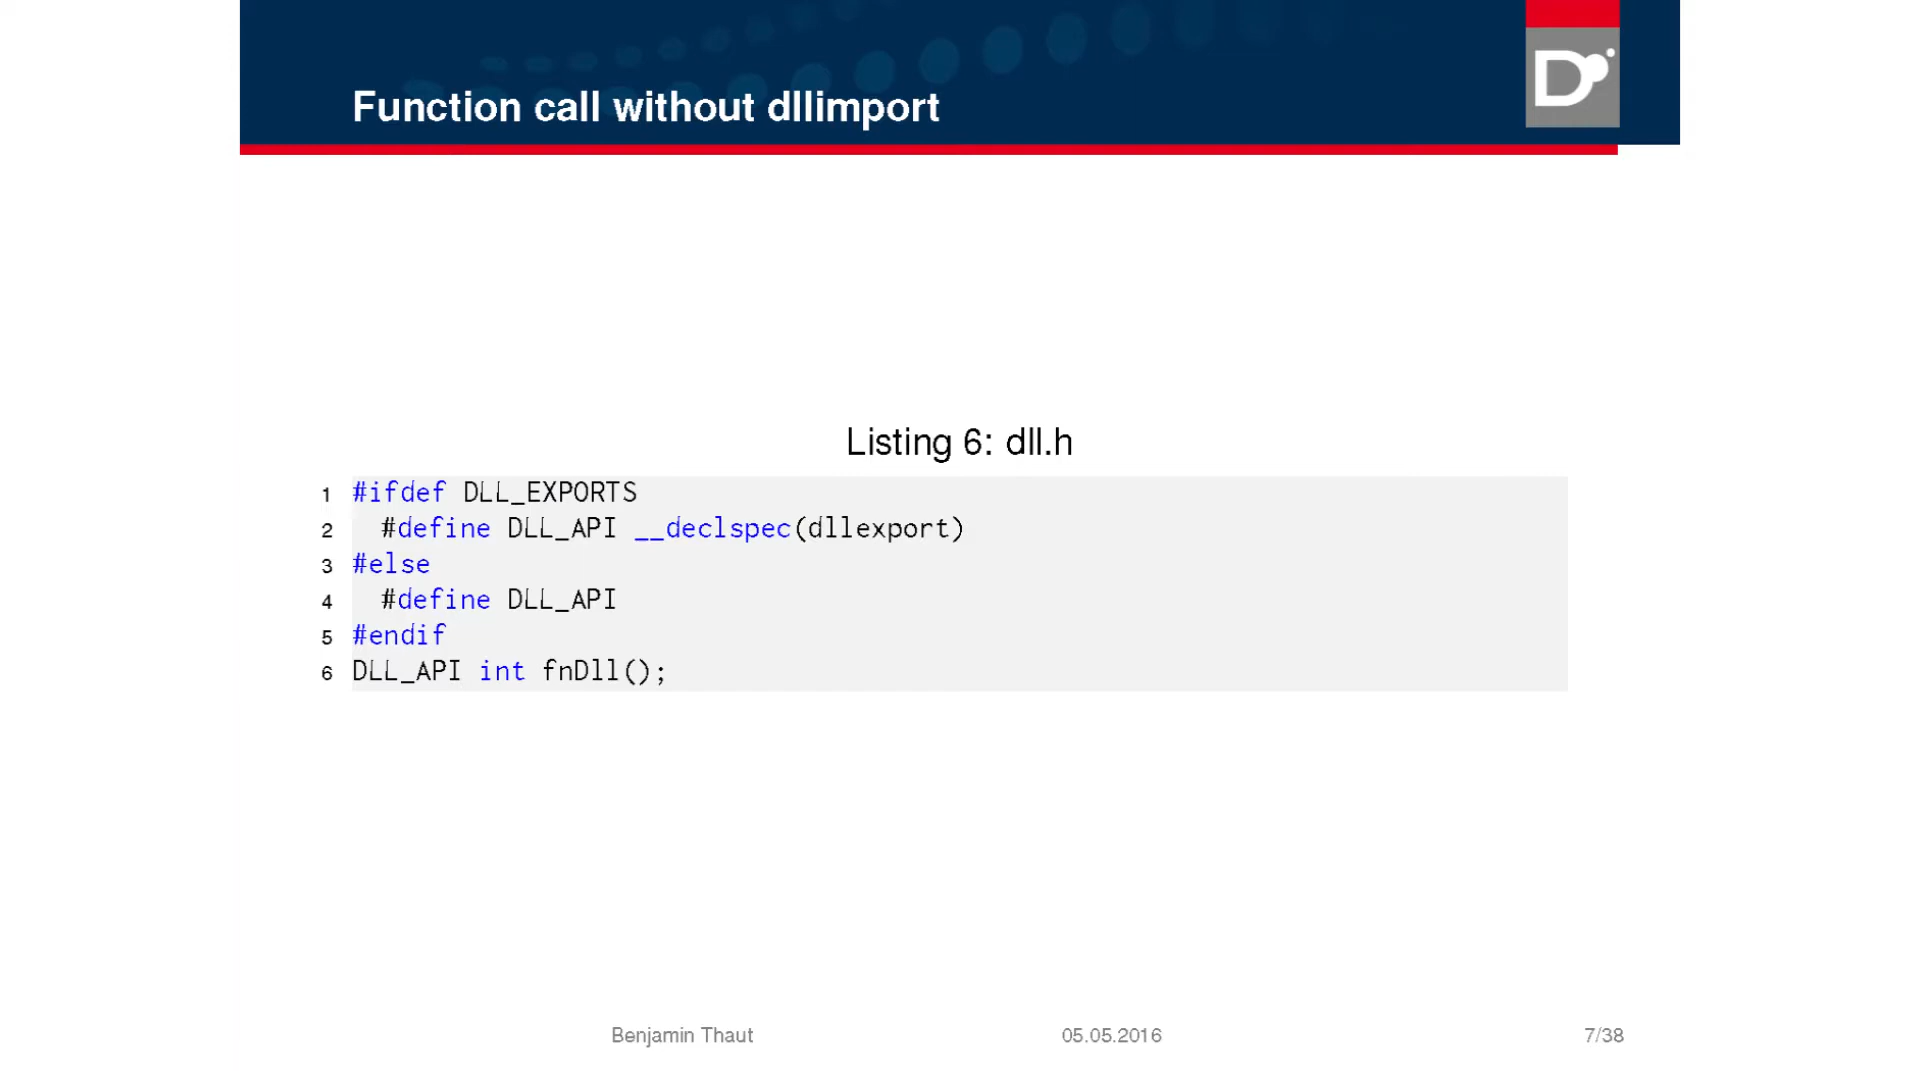 Function call without dllimport
D
Listing 6: dll.h
1 #ifdef DLL_EXPORTS
2 #define DLL_API __declspec(dllexport)
3 #else
4 #define DLL_API
5 #endif
6 DLL_API int fnDll();
Benjamin Thaut 05.05.2016 7/38